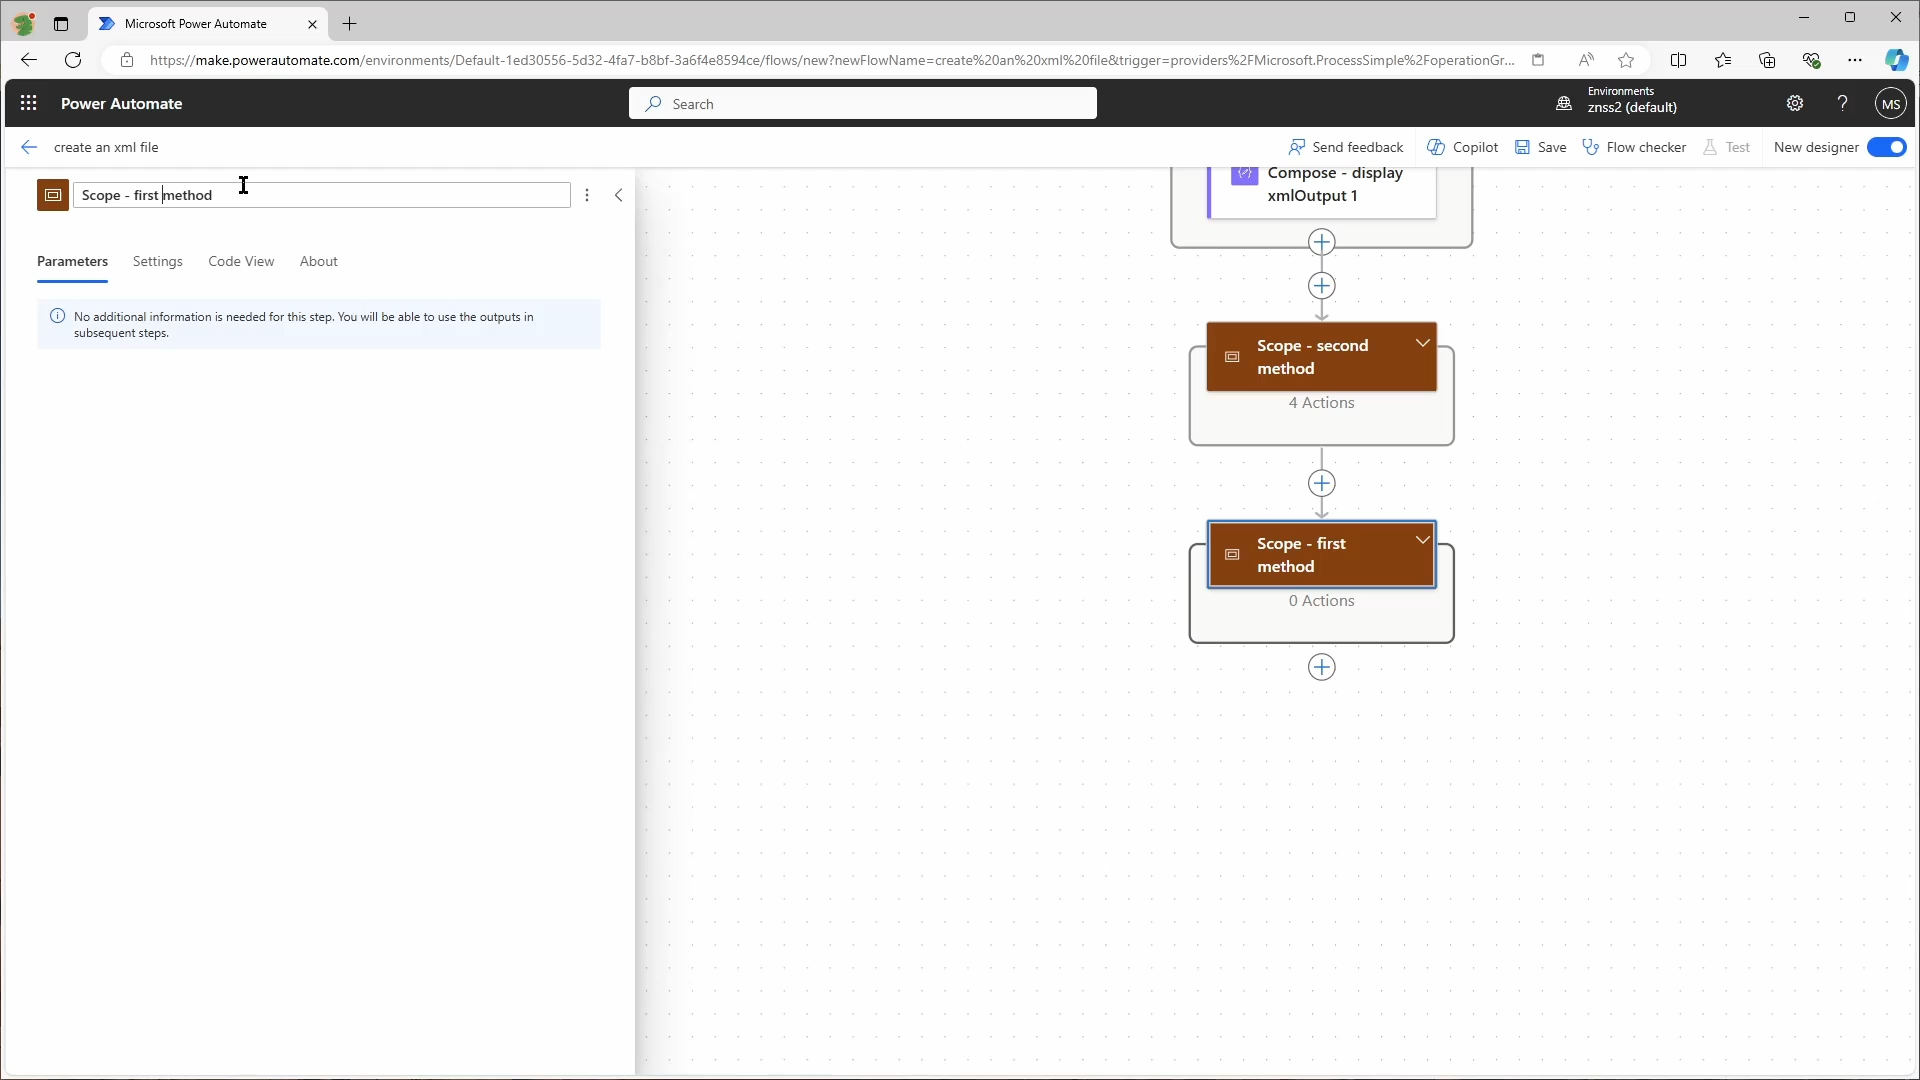 Microsoft Power Automate
https://make.powerautomate.com/environments/Default-1ed30556-5d32-4fa7-b8bf-3a6f4e8594ce/flows/new?newFlowName=create%20an%20xml%20file&trigger=providers%2FMicrosoft.ProcessSimple%2FoperationGr...
Power Automate
Search
Environments
znss2 (default)
MS
create an xml file
Send feedback
Copilot
Save
Flow checker
Test
New designer
Scope - first method
Parameters
Settings
Code View
About
No additional information is needed for this step. You will be able to use the outputs in
subsequent steps.
Compose - display
xmlOutput 1
Scope - second
method
4 Actions
Scope - first
method
0 Actions